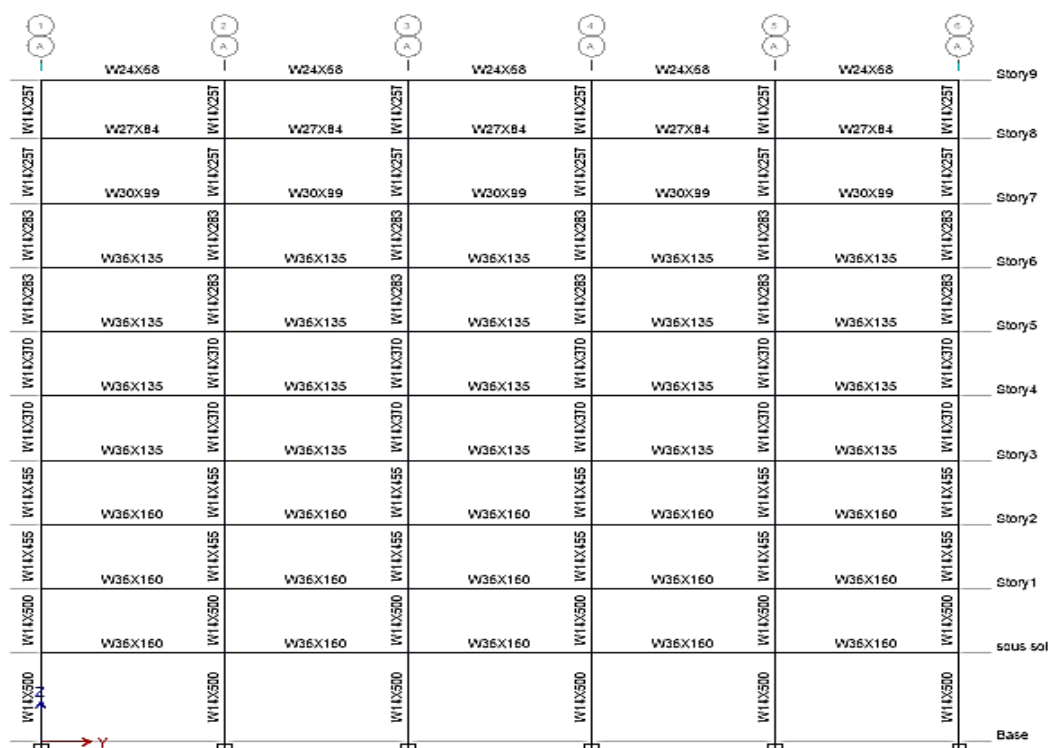 1 2 3 4 5 6
A A A A A A
W24X68 W24X68 W24X68 W24X68 W24X68 Story9
W14X257 W14X257 W14X257 W14X257 W14X257 W14X257
W27X84 W27X84 W27X84 W27X84 W27X84 Story8
W14X257 W14X257 W14X257 W14X257 W14X257 W14X257
W30X99 W30X99 W30X99 W30X99 W30X99 Story7
W14X283 W14X283 W14X283 W14X283 W14X283 W14X283
W36X135 W36X135 W36X135 W36X135 W36X135 Story6
W14X283 W14X283 W14X283 W14X283 W14X283 W14X283
W36X135 W36X135 W36X135 W36X135 W36X135 Story5
W14X370 W14X370 W14X370 W14X370 W14X370 W14X370
W36X135 W36X135 W36X135 W36X135 W36X135 Story4
W14X370 W14X370 W14X370 W14X370 W14X370 W14X370
W36X135 W36X135 W36X135 W36X135 W36X135 Story3
W14X455 W14X455 W14X455 W14X455 W14X455 W14X455
W36X160 W36X160 W36X160 W36X160 W36X160 Story2
W14X455 W14X455 W14X455 W14X455 W14X455 W14X455
W36X160 W36X160 W36X160 W36X160 W36X160 Story1
W14X500 W14X500 W14X500 W14X500 W14X500 W14X500
W36X160 W36X160 W36X160 W36X160 W36X160 sous sol
W14X500 W14X500 W14X500 W14X500 W14X500 W14X500
Z
Y Base